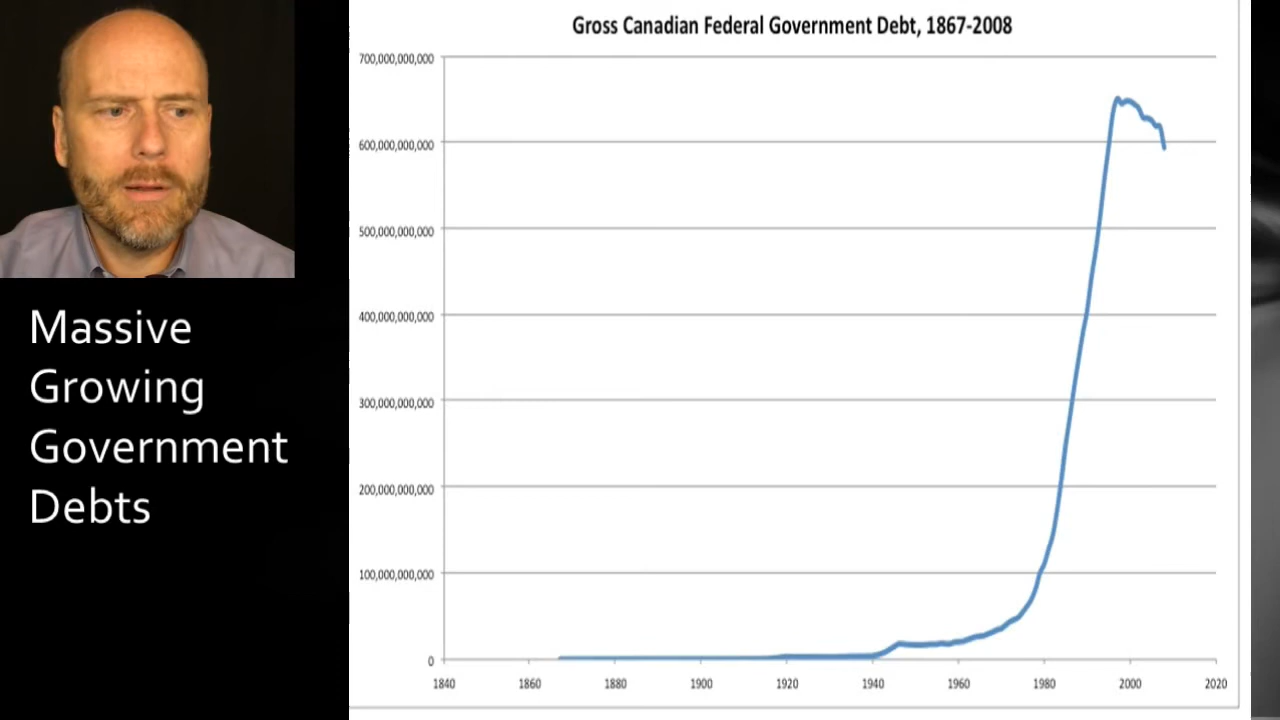 Massive
Growing
Government
Debts
Gross Canadian Federal Government Debt, 1867-2008
700,000,000,000
600,000,000,000
500,000,000,000
400,000,000,000
300,000,000,000
200,000,000,000
100,000,000,000
0
1840 1860 1880 1900 1920 1940 1960 1980 2000 2020